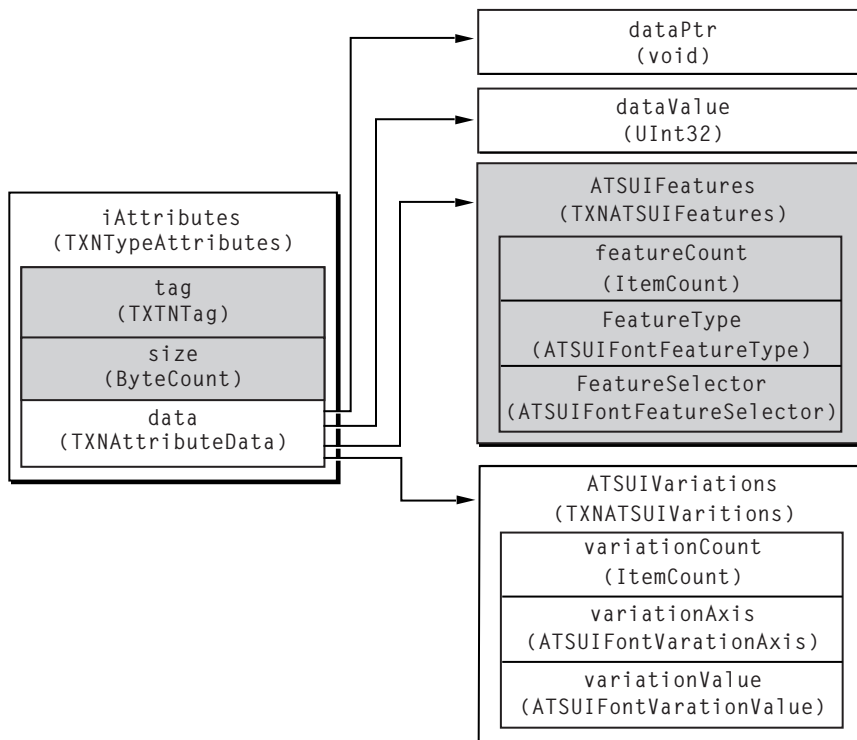 dataPtr
(void)
dataValue
(UInt32)
ATSUIFeatures
(TXNATSUIFeatures)
featureCount
(ItemCount)
FeatureType
(ATSUIFontFeatureType)
FeatureSelector
(ATSUIFontFeatureSelector)
iAttributes
(TXNTypeAttributes)
tag
(TXTNTag)
size
(ByteCount)
data
(TXNAttributeData)
ATSUIVariations
(TXNATSUIVaritions)
variationCount
(ItemCount)
variationAxis
(ATSUIFontVarationAxis)
variationValue
(ATSUIFontVarationValue)